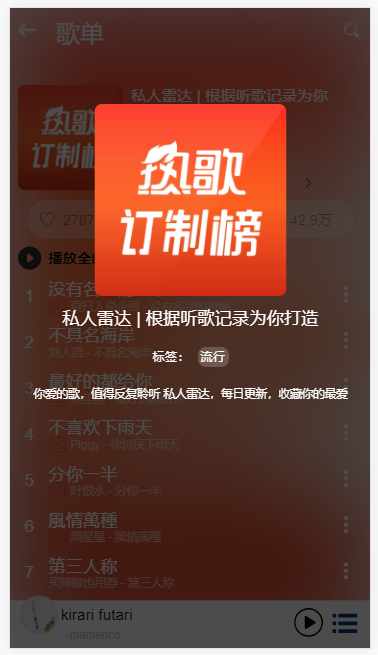 歌单
私人雷达 | 根据听歌记录为你
热歌
订制榜
热歌
订制榜
2787
42.9万
播放全部
私人雷达 | 根据听歌记录为你打造
标签： 流行
你爱的歌，值得反复聆听 私人雷达，每日更新，收藏你的最爱
1 没有名
2 不具名海岸
刘人语 - 不具名海岸
3 最好的都给你
4 不喜欢下雨天
Piggy - 你讨厌下雨天
5 分你一半
叶恨水 - 分你一半
6 風情萬種
周星星 - 風情萬種
7 第三人称
买辣椒也用券 - 第三人称
kirari futari
-mamerico